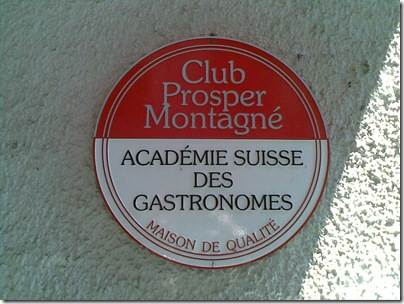 Club
Prosper
Montagné
ACADÉMIE SUISSE
DES
GASTRONOMES
MAISON DE QUALITÉ